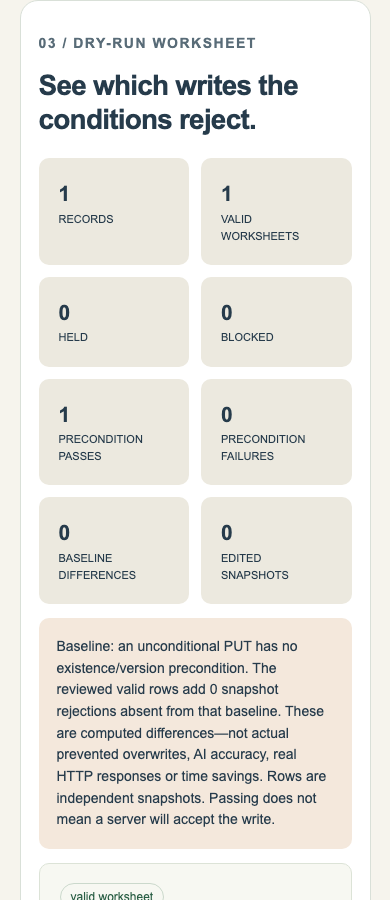 03 / DRY-RUN WORKSHEET
See which writes the
conditions reject.
1
RECORDS
1
VALID
WORKSHEETS
0
HELD
0
BLOCKED
1
PRECONDITION
PASSES
0
PRECONDITION
FAILURES
0
BASELINE
DIFFERENCES
0
EDITED
SNAPSHOTS
Baseline: an unconditional PUT has no
existence/version precondition. The
reviewed valid rows add 0 snapshot
rejections absent from that baseline. These
are computed differences—not actual
prevented overwrites, AI accuracy, real
HTTP responses or time savings. Rows are
independent snapshots. Passing does not
mean a server will accept the write.
valid worksheet